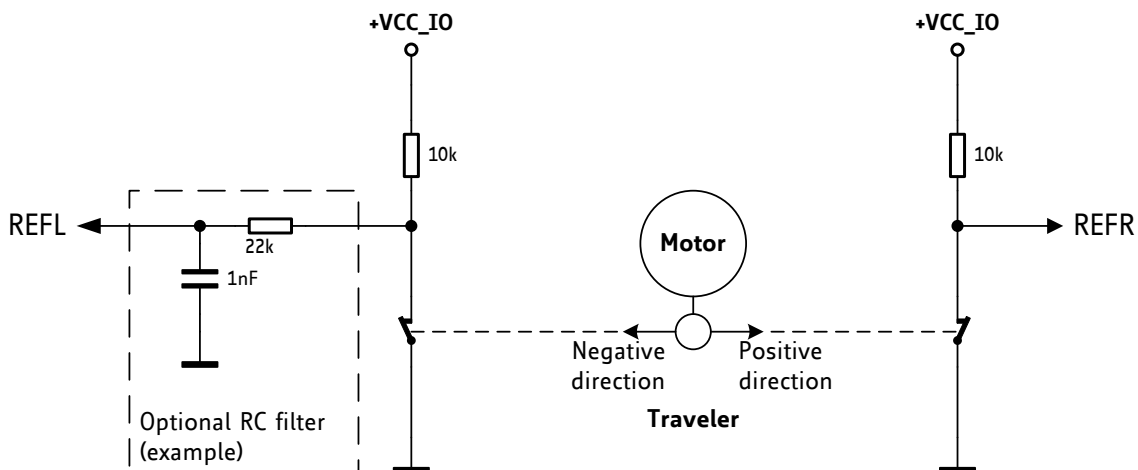 +VCC_IO
+VCC_IO
10k
10k
REFL
22k
1nF
Motor
REFR
Negative
direction
Positive
direction
Traveler
Optional RC filter
(example)